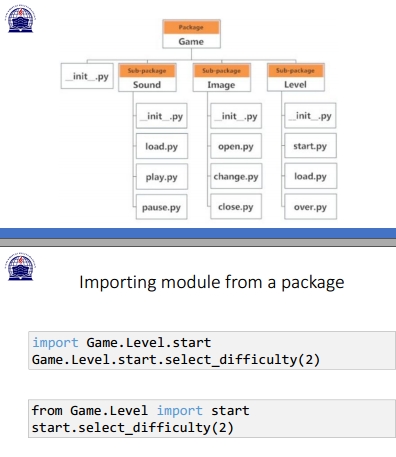 Package
Game
__init__.py
Sub-package
Sound
Sub-package
Image
Sub-package
Level
__init__.py
__init__.py
__init__.py
load.py
open.py
start.py
play.py
change.py
load.py
pause.py
close.py
over.py
Importing module from a package
import Game.Level.start
Game.Level.start.select_difficulty(2)
from Game.Level import start
start.select_difficulty(2)